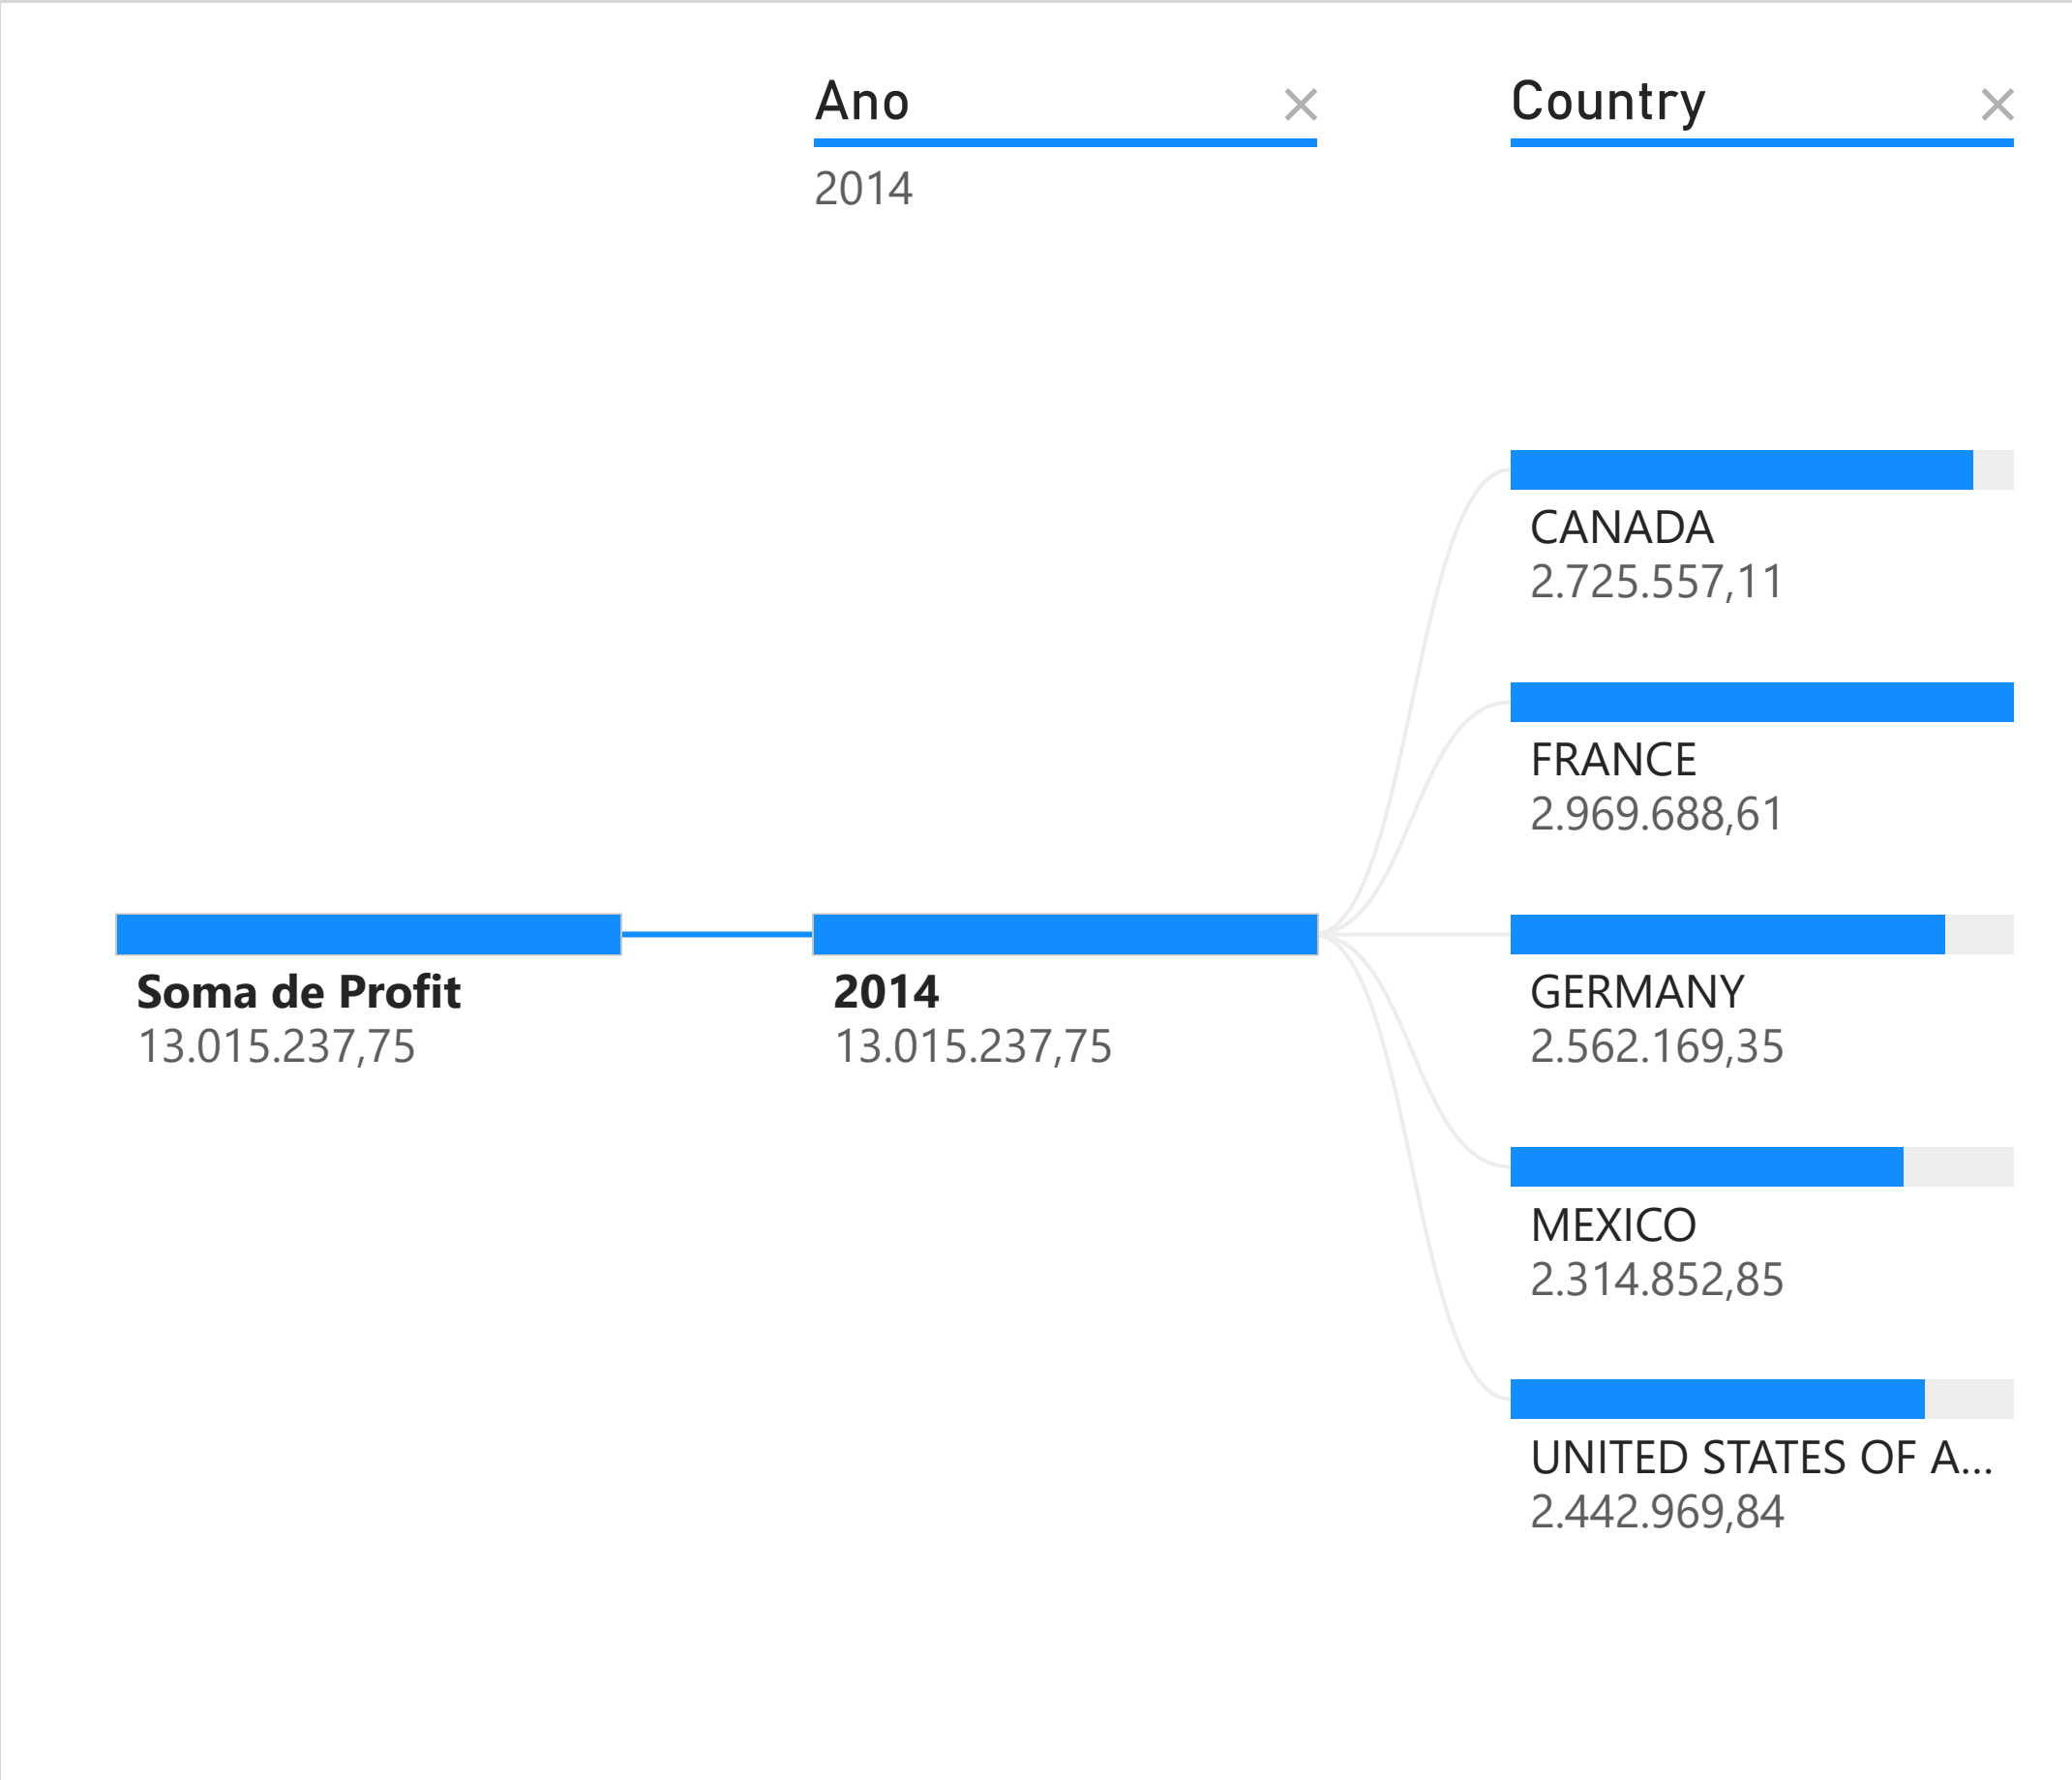 Ano
2014
Country
CANADA
2.725.557,11
FRANCE
2.969.688,61
Soma de Profit
13.015.237,75
2014
13.015.237,75
GERMANY
2.562.169,35
MEXICO
2.314.852,85
UNITED STATES OF A...
2.442.969,84